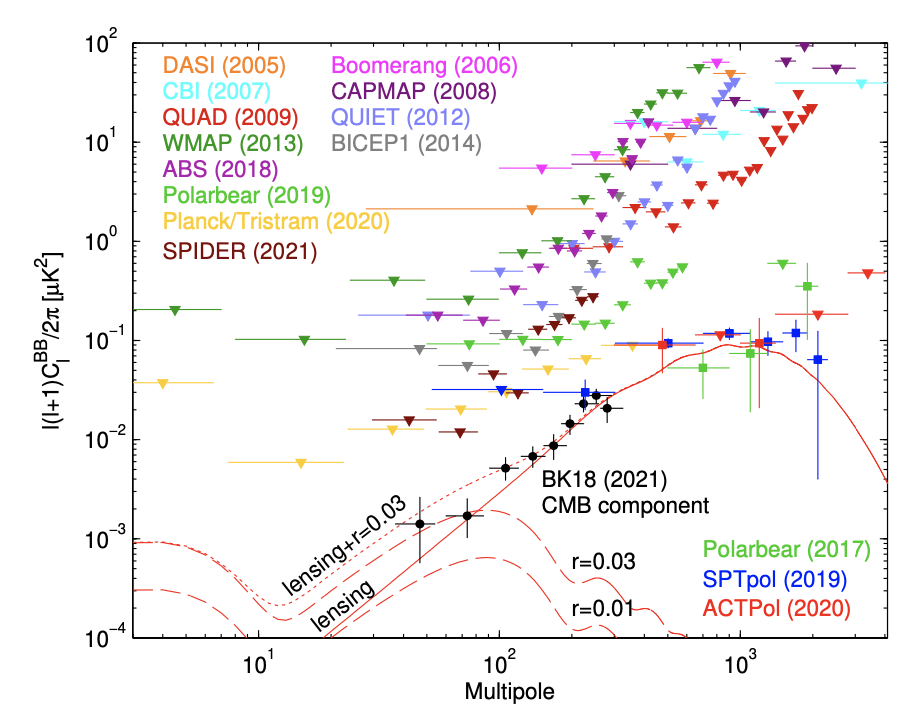 10^2
10^1
10^0
10^-1
10^-2
10^-3
10^-4
l(l+1)C_l^BB/2π [μK^2]
DASI (2005)
CBI (2007)
QUAD (2009)
WMAP (2013)
ABS (2018)
Polarbear (2019)
Planck/Tristram (2020)
SPIDER (2021)
Boomerang (2006)
CAPMAP (2008)
QUIET (2012)
BICEP1 (2014)
BK18 (2021)
CMB component
lensing+r=0.03
lensing
r=0.03
r=0.01
Polarbear (2017)
SPTpol (2019)
ACTPol (2020)
10^1
10^2
10^3
Multipole